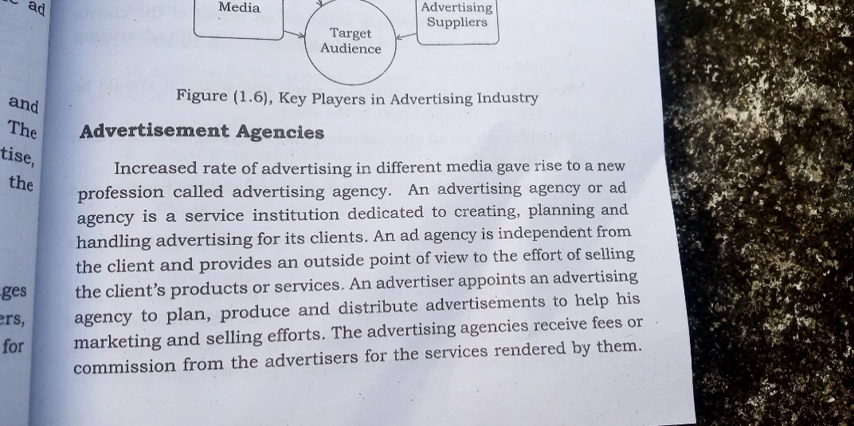 ad
and
The
tise,
the
ges
ers,
for
Media
Advertising
Suppliers
Target
Audience
Figure (1.6), Key Players in Advertising Industry
Advertisement Agencies
Increased rate of advertising in different media gave rise to a new
profession called advertising agency. An advertising agency or ad
agency is a service institution dedicated to creating, planning and
handling advertising for its clients. An ad agency is independent from
the client and provides an outside point of view to the effort of selling
the client's products or services. An advertiser appoints an advertising
agency to plan, produce and distribute advertisements to help his
marketing and selling efforts. The advertising agencies receive fees or
commission from the advertisers for the services rendered by them.